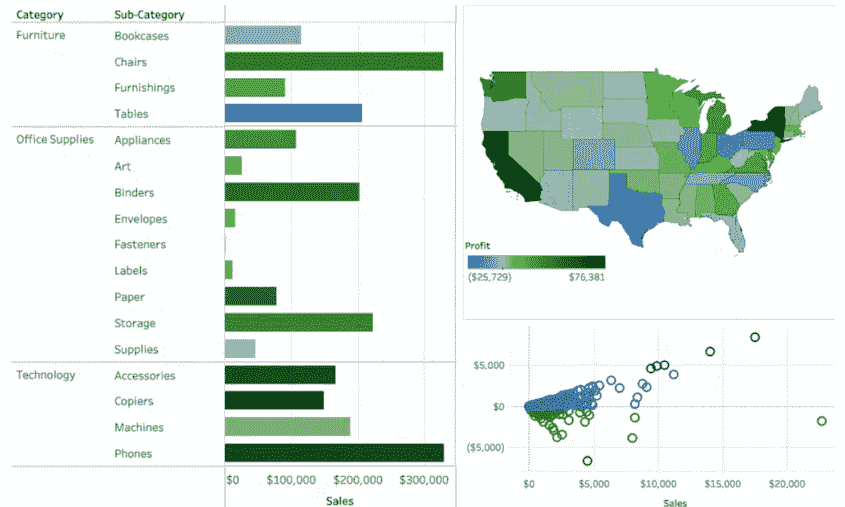 Category Sub-Category
Furniture Bookcases
Chairs
Furnishings
Tables
Office Supplies Appliances
Art
Binders
Envelopes
Fasteners
Labels
Paper
Storage
Supplies
Technology Accessories
Copiers
Machines
Phones
$0 $100,000 $200,000 $300,000
Sales
Profit
($25,729) $76,381
$5,000
$0
($5,000)
$0 $5,000 $10,000 $15,000 $20,000
Sales